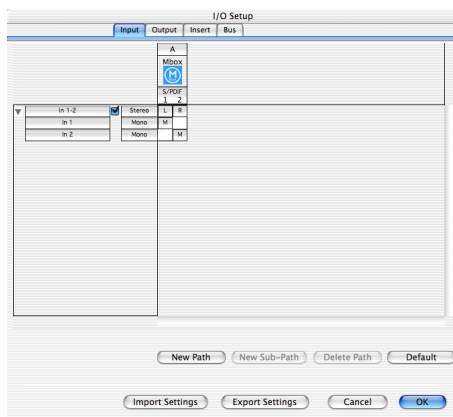 I/O Setup
Input Output Insert Bus
A
Mbox
S/PDIF
1 2
In 1-2 Stereo L R
In 1 Mono M
In 2 Mono M
New Path New Sub-Path Delete Path Default
Import Settings Export Settings Cancel OK